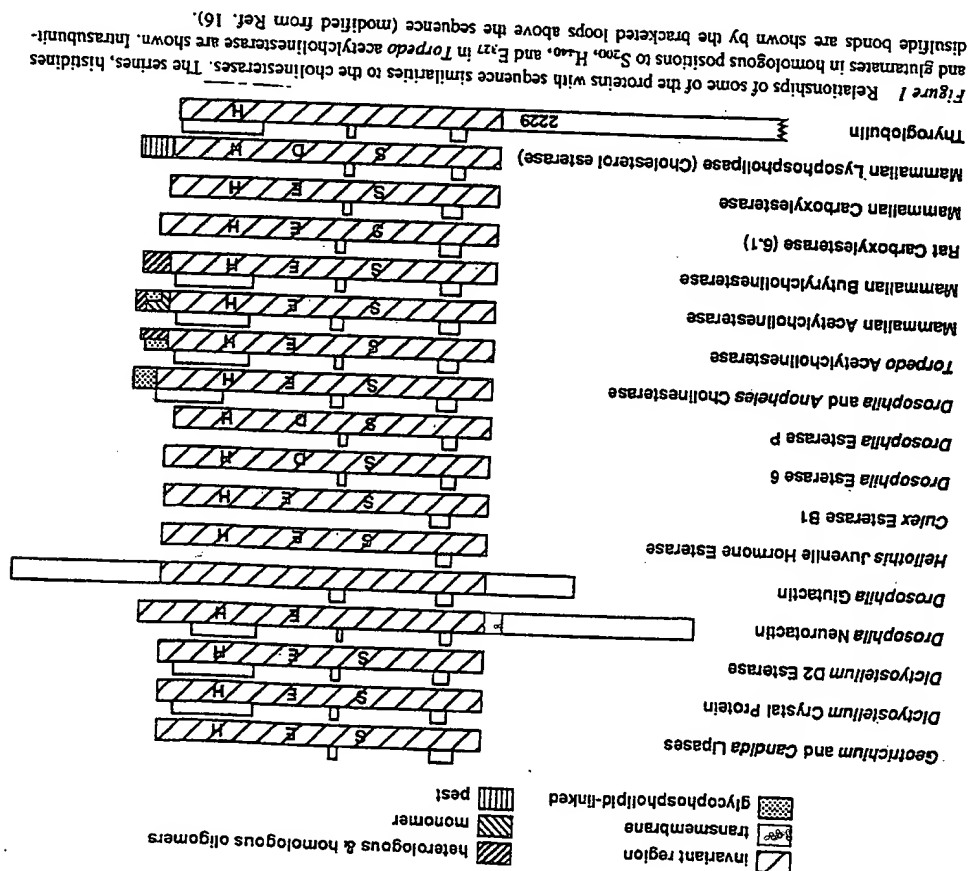 invariant region
transmembrane
glycophospholipid-linked
heterologous & homologous oligomers
monomer
pest
Geotrichium and Candida Lipases S E H
Dictyostelium Crystal Protein S E H
Dictyostelium D2 Esterase S E H
Drosophila Neurotactin E H
Drosophila Glutactin
Heliothis Juvenile Hormone Esterase S E H
Culex Esterase B1 S E H
Drosophila Esterase 6 S D H
Drosophila Esterase P S D H
Drosophila and Anopheles Cholinesterase S E H
Torpedo Acetylcholinesterase S E H
Mammalian Acetylcholinesterase S E H
Mammalian Butyrylcholinesterase S E H
Rat Carboxylesterase (6.1) S E H
Mammalian Carboxylesterase S E H
Mammalian Lysophospholipase (Cholesterol esterase) S D H
Thyroglobulin 2229 H
Figure 1 Relationships of some of the proteins with sequence similarities to the cholinesterases. The serines, histidines
and glutamates in homologous positions to S200, H440, and E327 in Torpedo acetylcholinesterase are shown. Intrasubunit-
disulfide bonds are shown by the bracketed loops above the sequence (modified from Ref. 16).